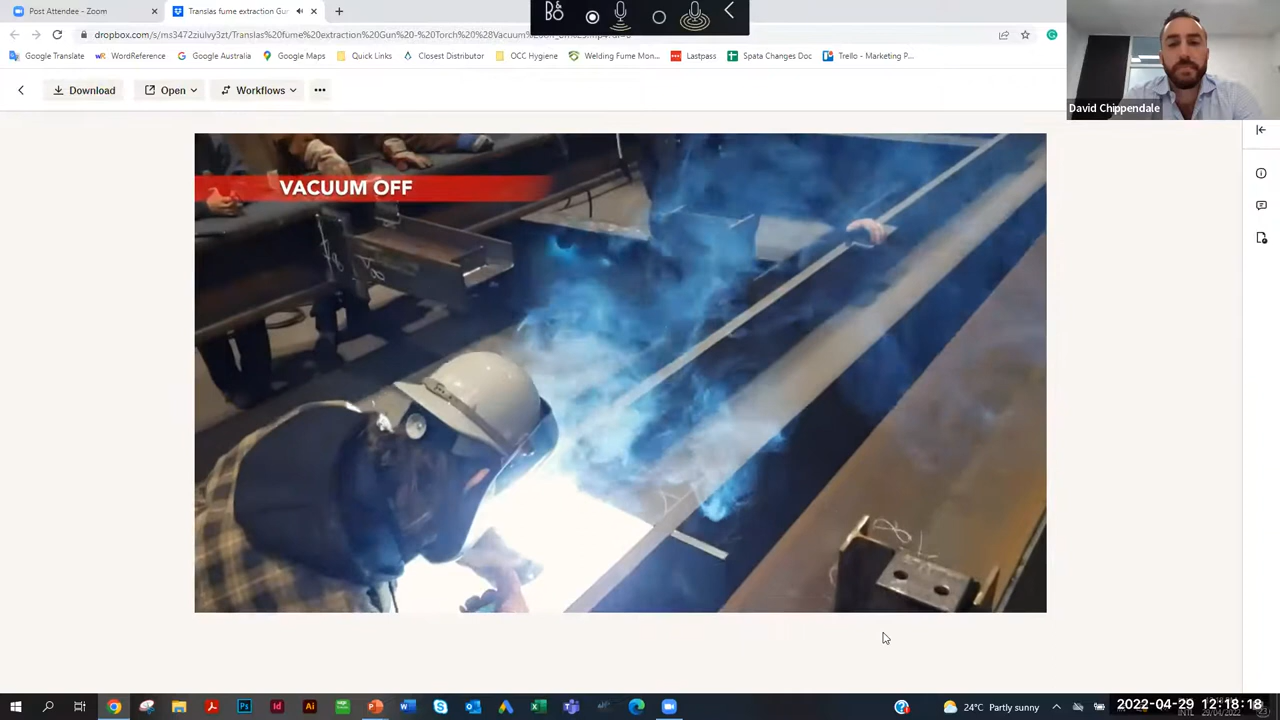 Post Attendee - Zoom
Translas fume extraction Gun
Google Translate
WordReference
Google Australia
Google Maps
Quick Links
Closest Distributor
OCC Hygiene
Welding Fume Mon...
Lastpass
Spata Changes Doc
Trello - Marketing P...
Download
Open
Workflows
David Chippendale
VACUUM OFF
24°C Partly sunny
2022-04-29 12:18:18